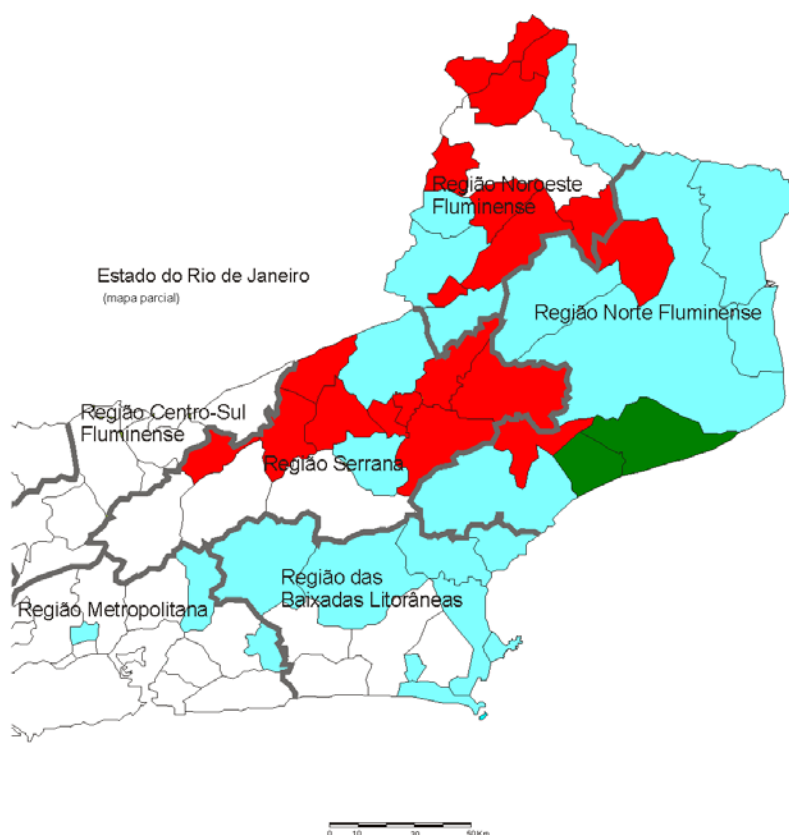 Região Noroeste
Fluminense
Estado do Rio de Janeiro
(mapa parcial)
Região Norte Fluminense
Região Centro-Sul
Fluminense
Região Serrana
Região das
Baixadas Litorâneas
Região Metropolitana
0 10 30 50Km